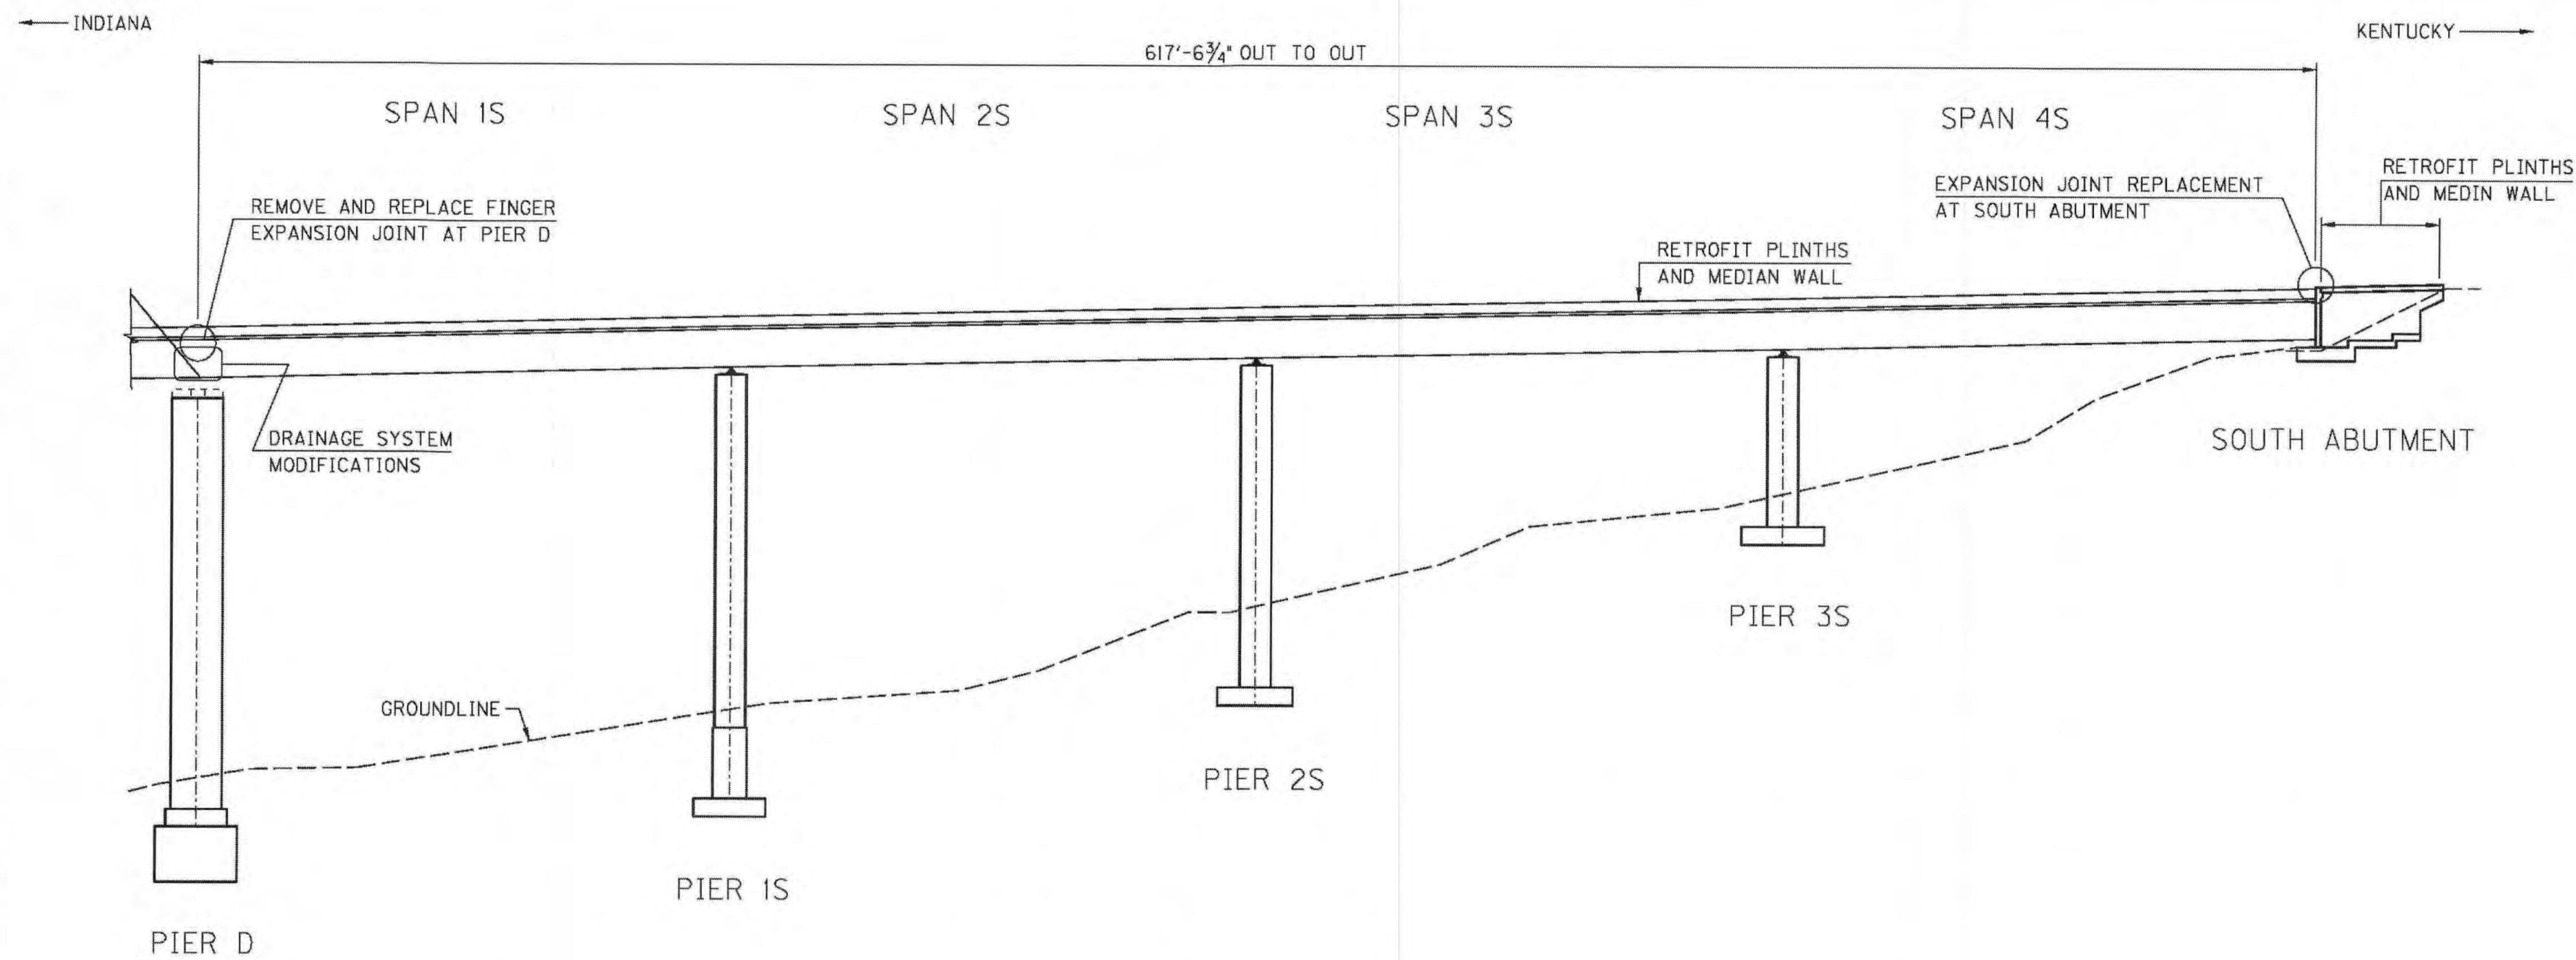 INDIANA
KENTUCKY
617'-6¾" OUT TO OUT
SPAN 1S
SPAN 2S
SPAN 3S
SPAN 4S
RETROFIT PLINTHS
AND MEDIN WALL
EXPANSION JOINT REPLACEMENT
AT SOUTH ABUTMENT
REMOVE AND REPLACE FINGER
EXPANSION JOINT AT PIER D
RETROFIT PLINTHS
AND MEDIAN WALL
DRAINAGE SYSTEM
MODIFICATIONS
SOUTH ABUTMENT
PIER 3S
GROUNDLINE
PIER 2S
PIER 1S
PIER D